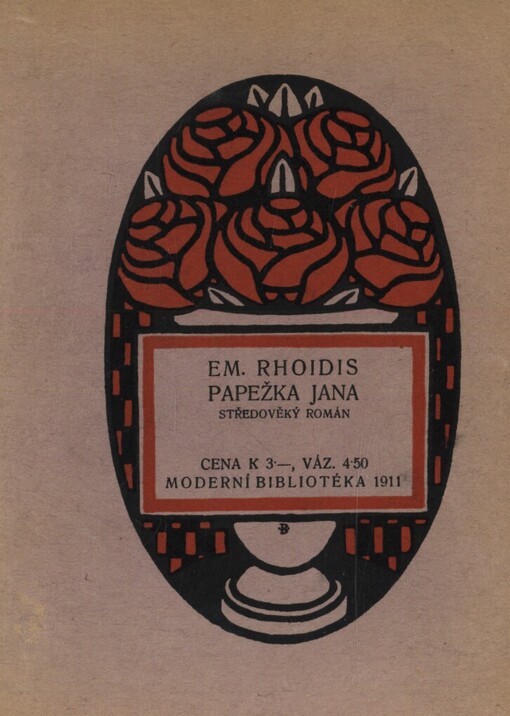 EM. RHOIDIS
PAPEŽKA JANA
STŘEDOVĚKÝ ROMÁN
CENA K 3·—, VÁZ. 4·50
MODERNÍ BIBLIOTÉKA 1911